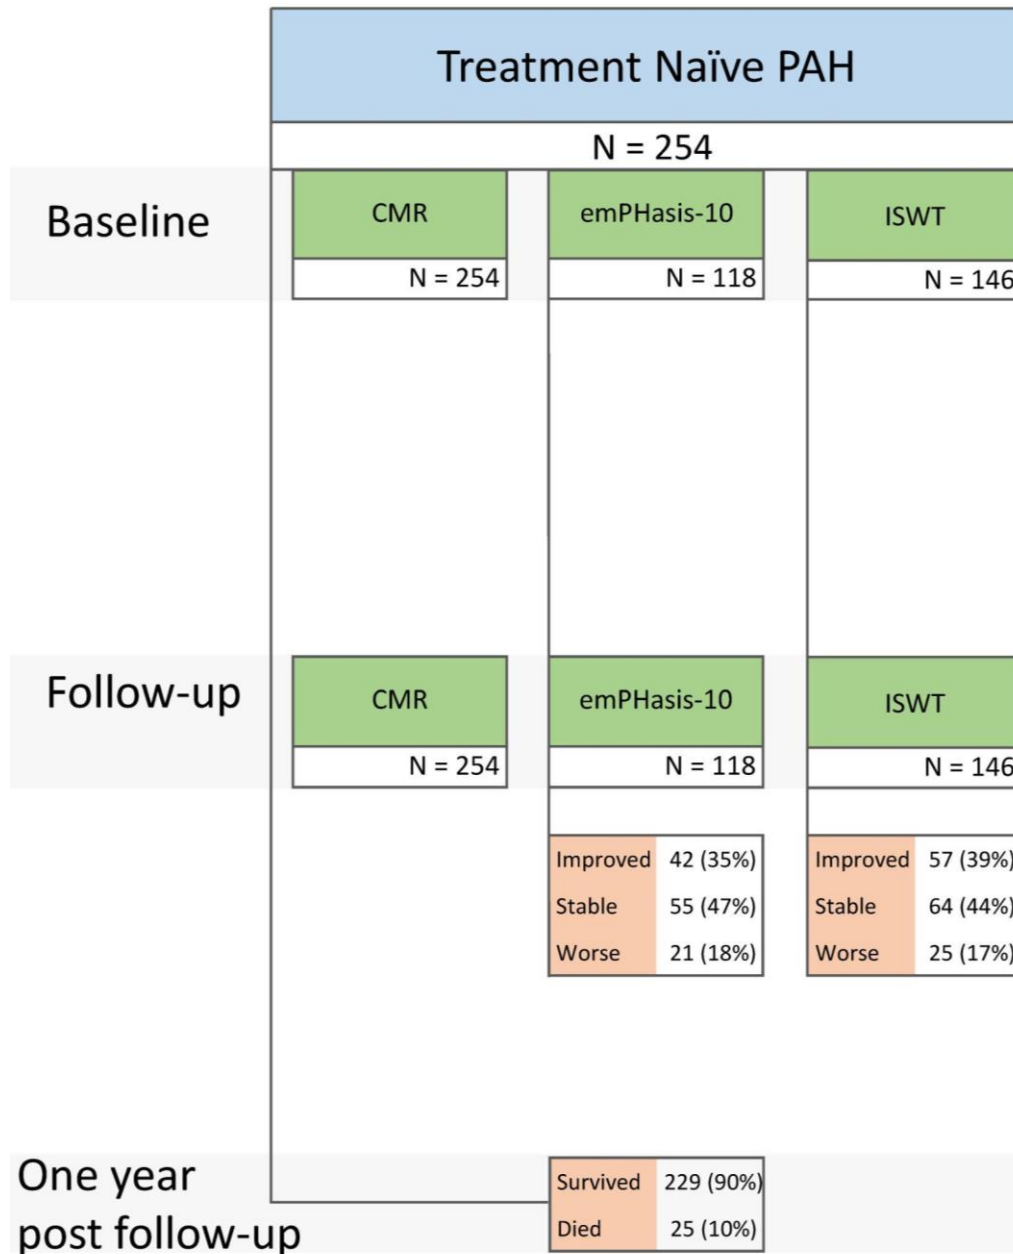 Treatment Naïve PAH
N = 254
Baseline
CMR
N = 254
emPHasis-10
N = 118
ISWT
N = 146
Follow-up
CMR
N = 254
emPHasis-10
N = 118
ISWT
N = 146
Improved 42 (35%)
Stable 55 (47%)
Worse 21 (18%)
Improved 57 (39%)
Stable 64 (44%)
Worse 25 (17%)
One year
post follow-up
Survived 229 (90%)
Died 25 (10%)